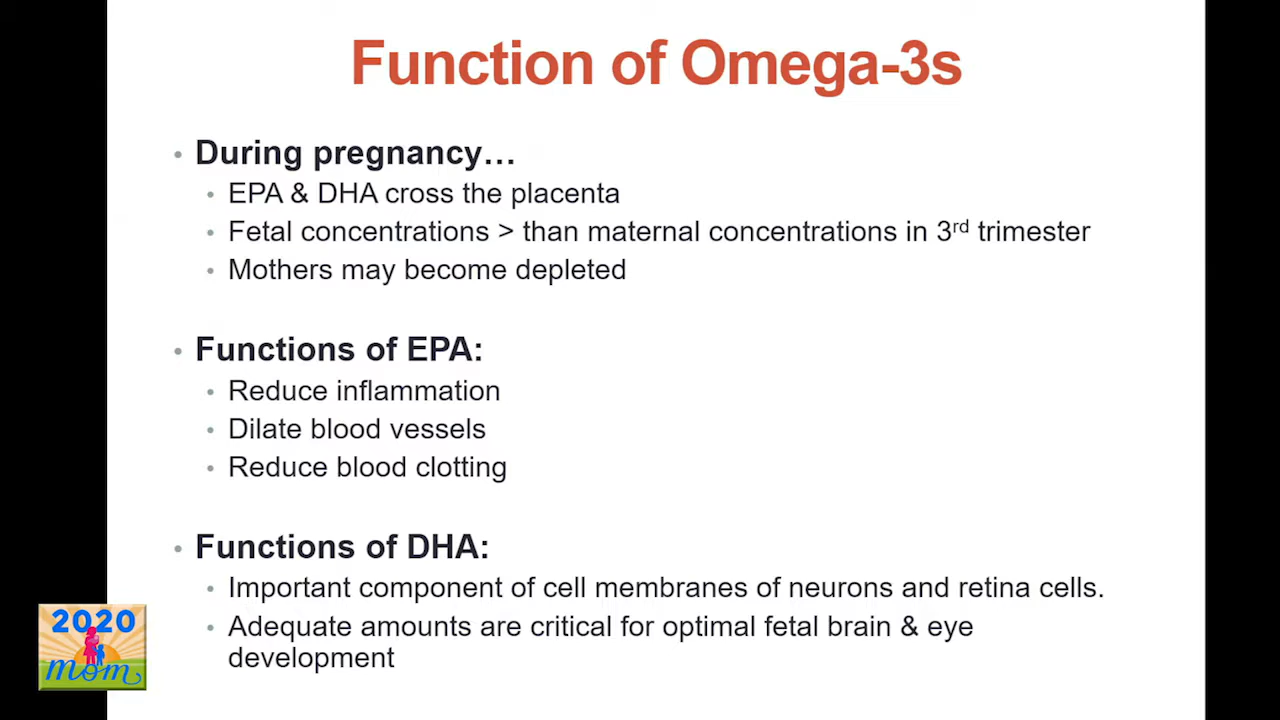 Function of Omega-3s
• During pregnancy…
• EPA & DHA cross the placenta
• Fetal concentrations > than maternal concentrations in 3rd trimester
• Mothers may become depleted
• Functions of EPA:
• Reduce inflammation
• Dilate blood vessels
• Reduce blood clotting
• Functions of DHA:
• Important component of cell membranes of neurons and retina cells.
• Adequate amounts are critical for optimal fetal brain & eye
development
2020
mom